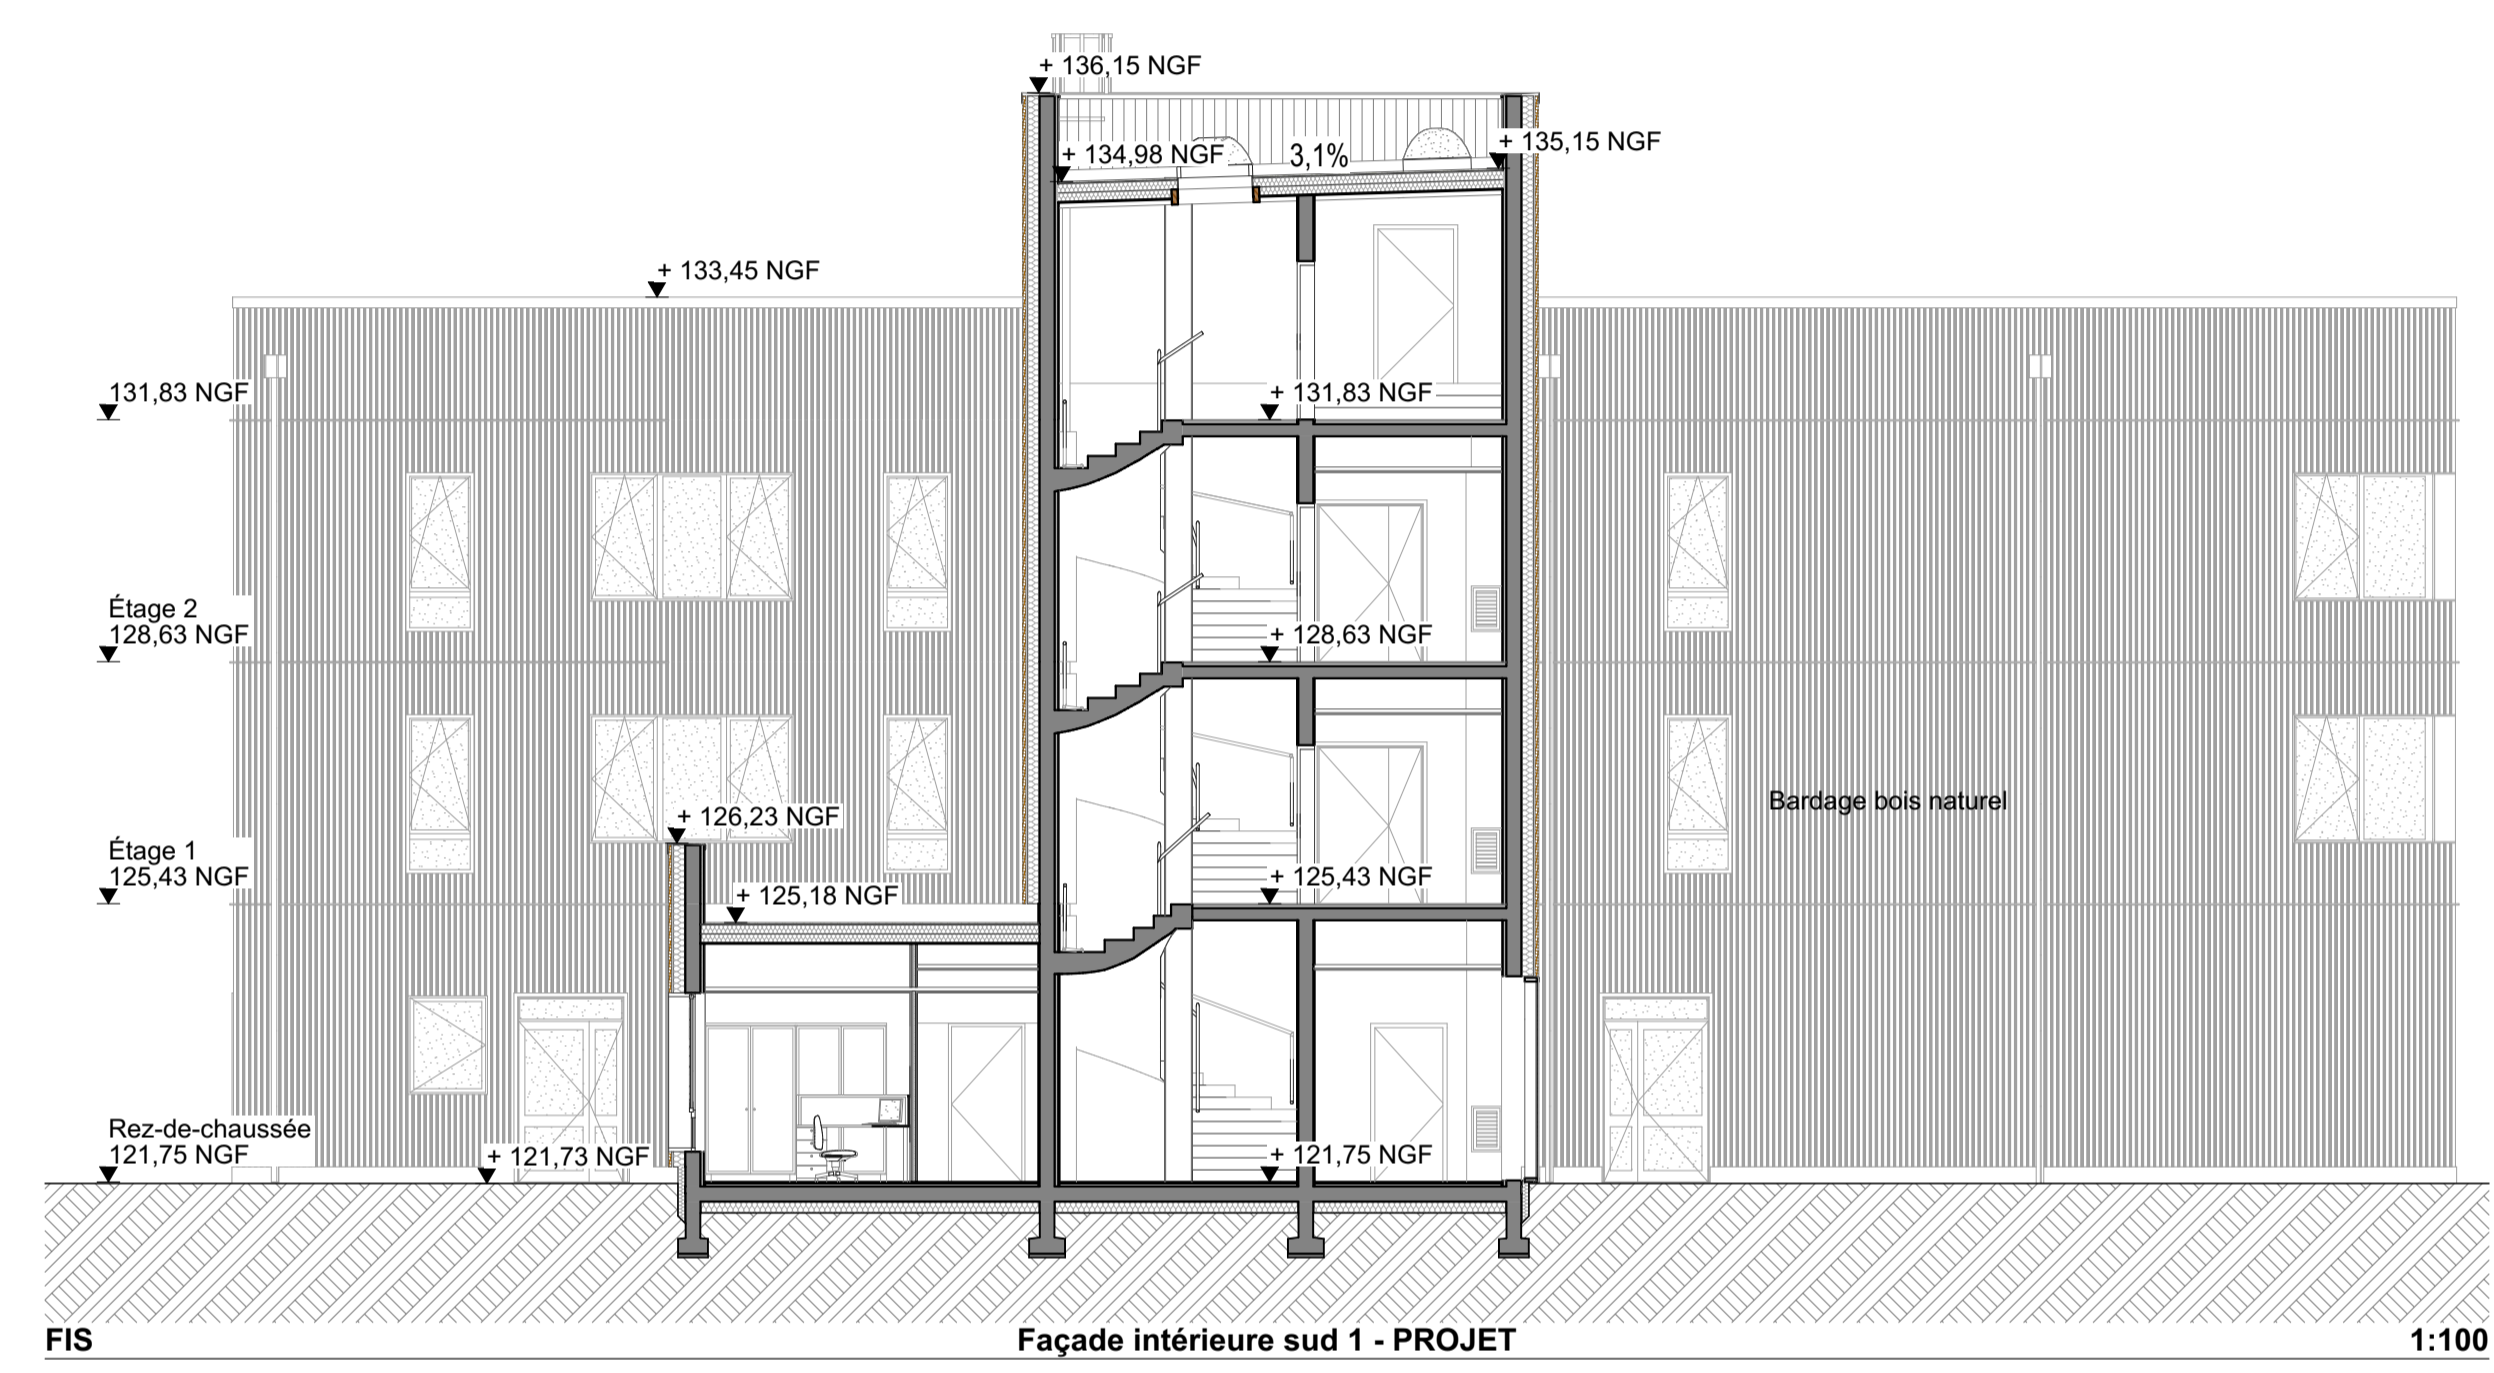 + 136,15 NGF
+ 135,15 NGF
+ 134,98 NGF
3,1%
+ 133,45 NGF
131,83 NGF
+ 131,83 NGF
Étage 2
128,63 NGF
+ 128,63 NGF
Bardage bois naturel
+ 126,23 NGF
Étage 1
125,43 NGF
+ 125,43 NGF
+ 125,18 NGF
Rez-de-chaussée
121,75 NGF
+ 121,73 NGF
+ 121,75 NGF
FIS
Façade intérieure sud 1 - PROJET
1:100